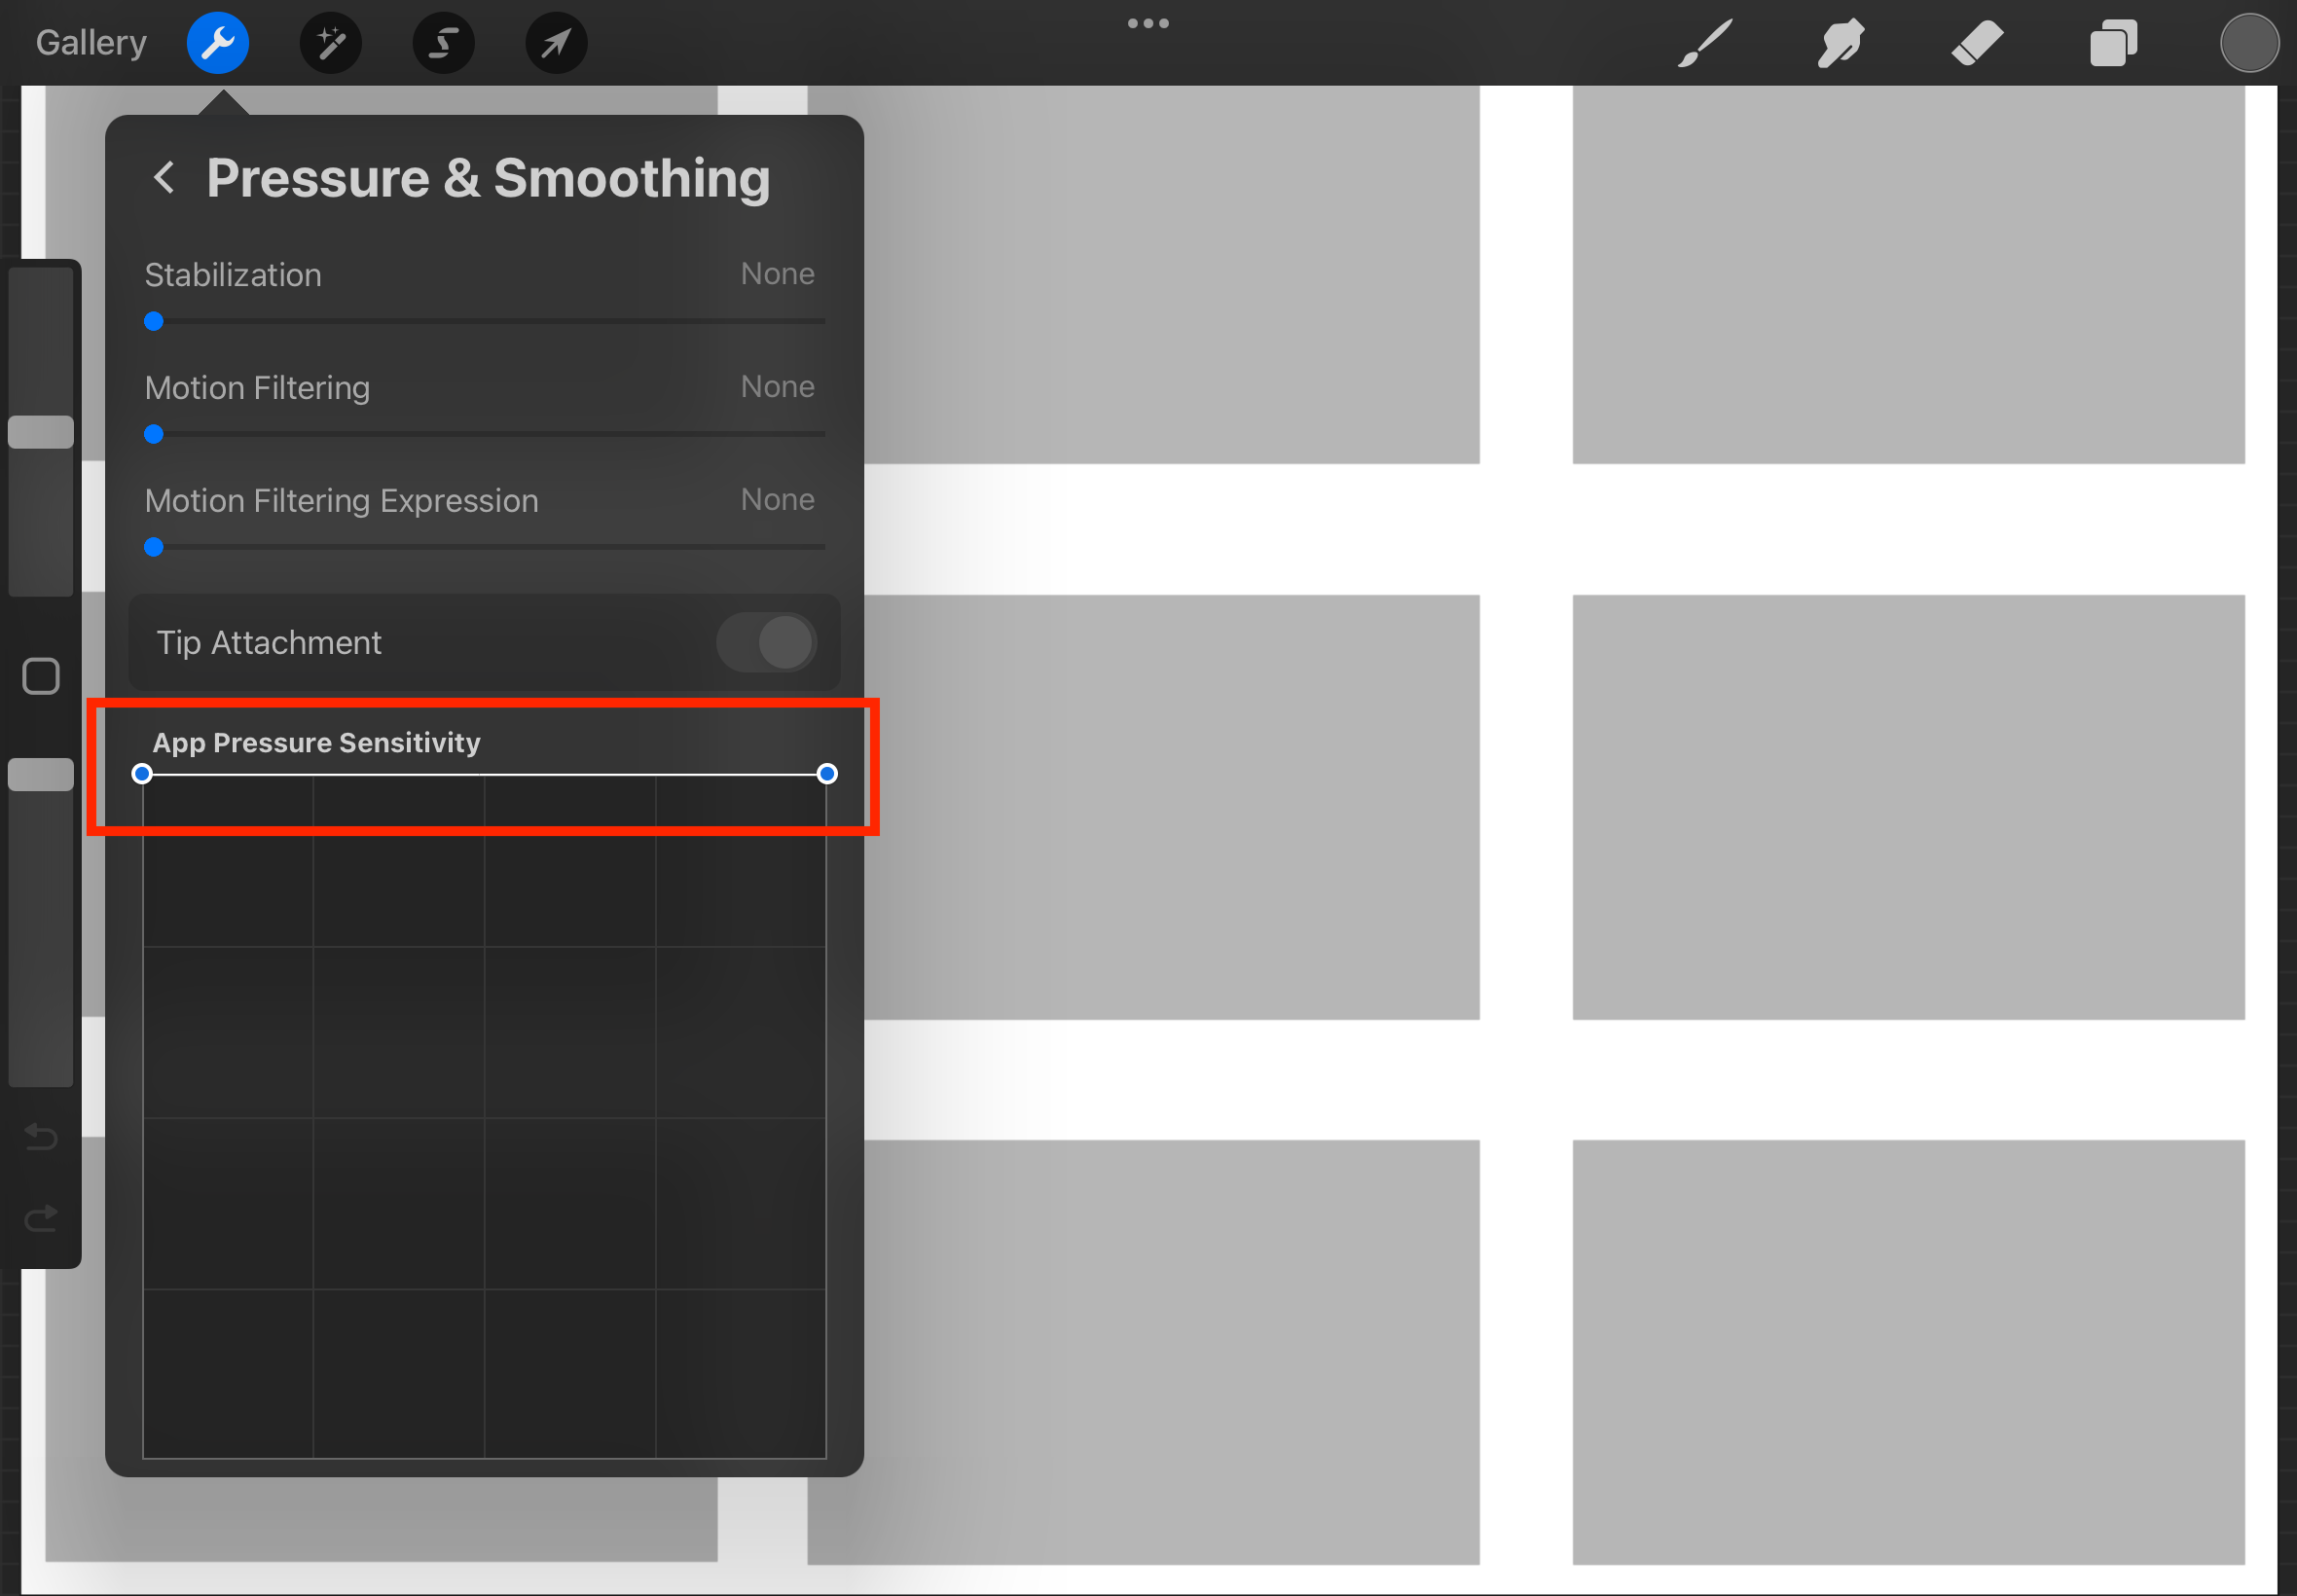 Gallery
Pressure & Smoothing
Stabilization None
Motion Filtering None
Motion Filtering Expression None
Tip Attachment
App Pressure Sensitivity